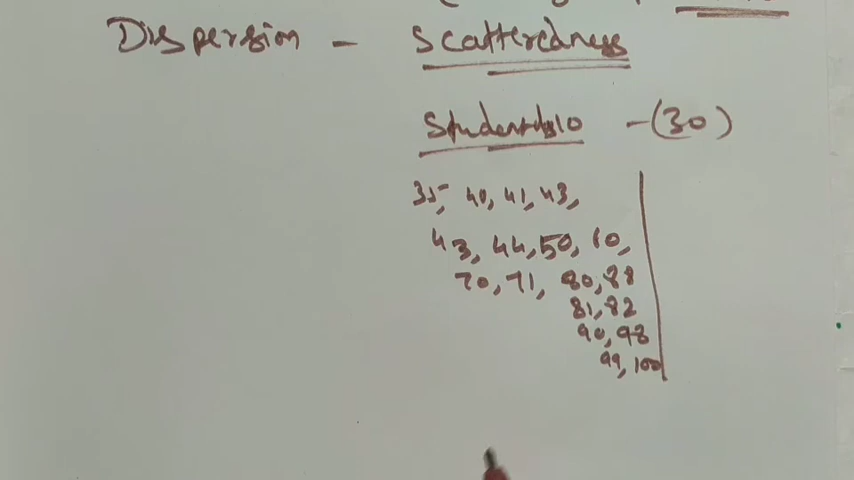 Dispersion - Scatteredness
Students 10 - (30)
35, 40, 41, 43,
43, 44, 50, 60,
70, 71, 80, 88
81, 82
90, 98
99, 100